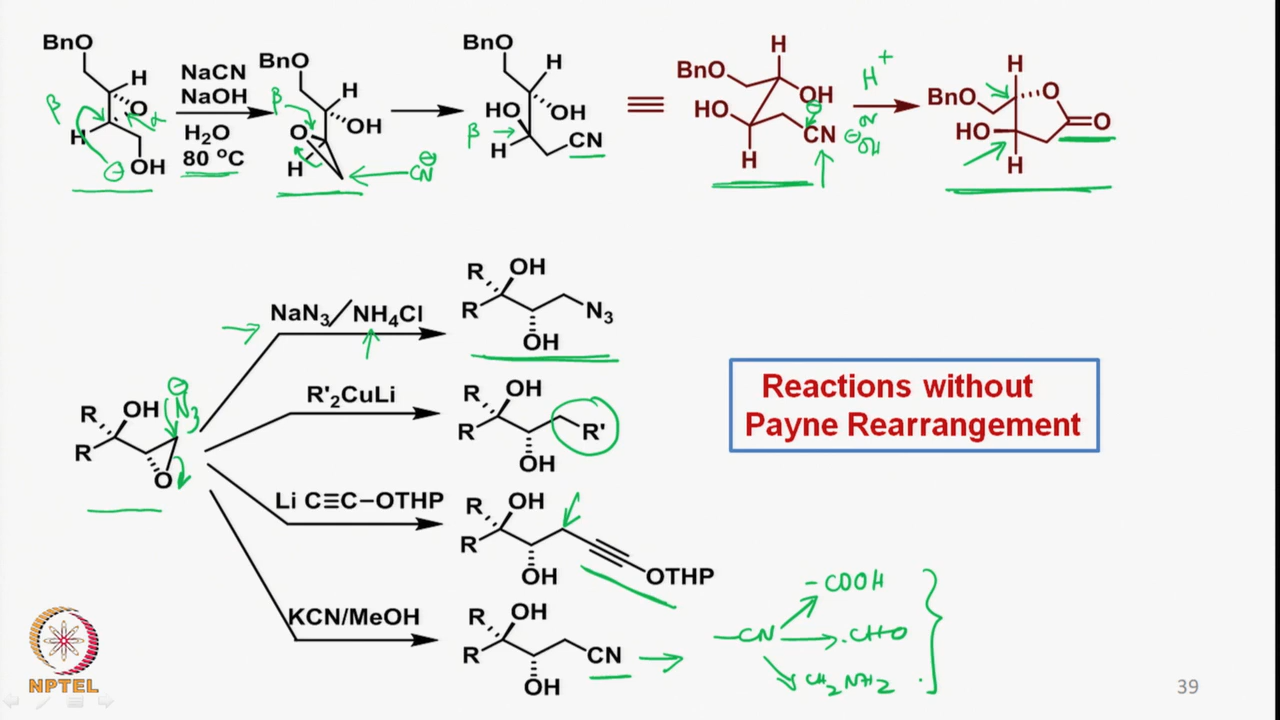 BnO H β O α H ⊖ OH
NaCN
NaOH
H₂O
80 °C
BnO β H OH O H ⊖ CN
BnO H HO OH β H CN
≡
H BnO OH HO ⊖ CN H
H⁺
or
⊖OH
H BnO O HO O H
R OH R ⊖ N₃ O
NaN₃/NH₄Cl
R OH R N₃ OH
R'₂CuLi
R OH R R' OH
Li C≡C−OTHP
R OH R OH OTHP
KCN/MeOH
R OH R CN OH
Reactions without
Payne Rearrangement
-COOH
-CN .CHO
CH₂NH₂
NPTEL
39